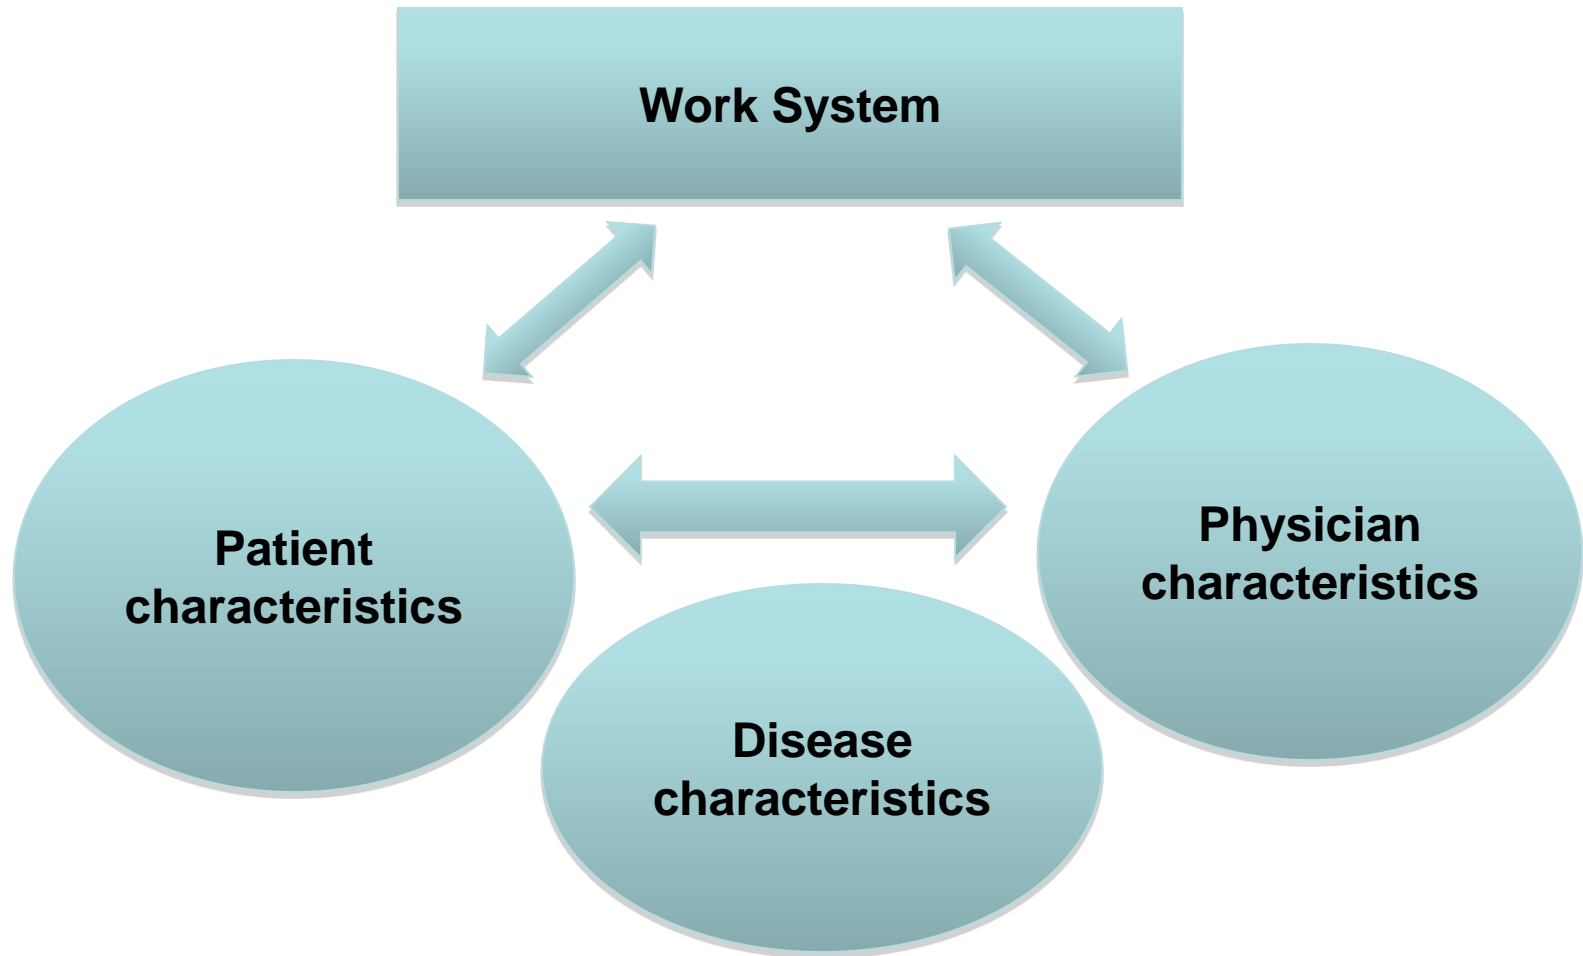 Work System
Patient
characteristics
Physician
characteristics
Disease
characteristics